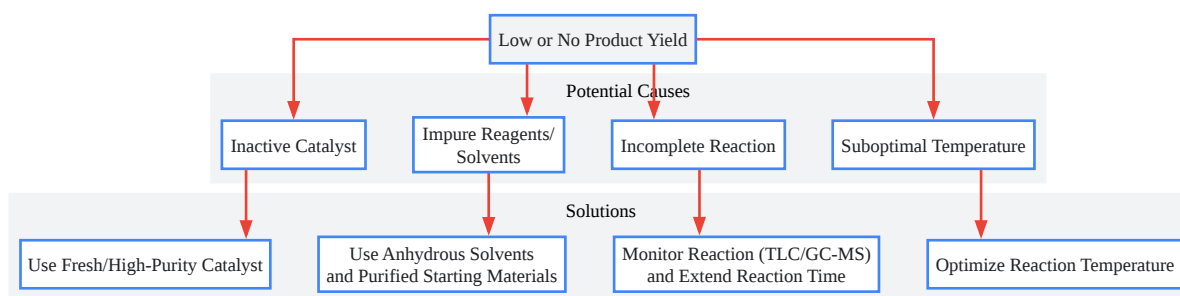 Low or No Product Yield
Potential Causes
Inactive Catalyst
Impure Reagents/
Solvents
Incomplete Reaction
Suboptimal Temperature
Solutions
Use Fresh/High-Purity Catalyst
Use Anhydrous Solvents
and Purified Starting Materials
Monitor Reaction (TLC/GC-MS)
and Extend Reaction Time
Optimize Reaction Temperature